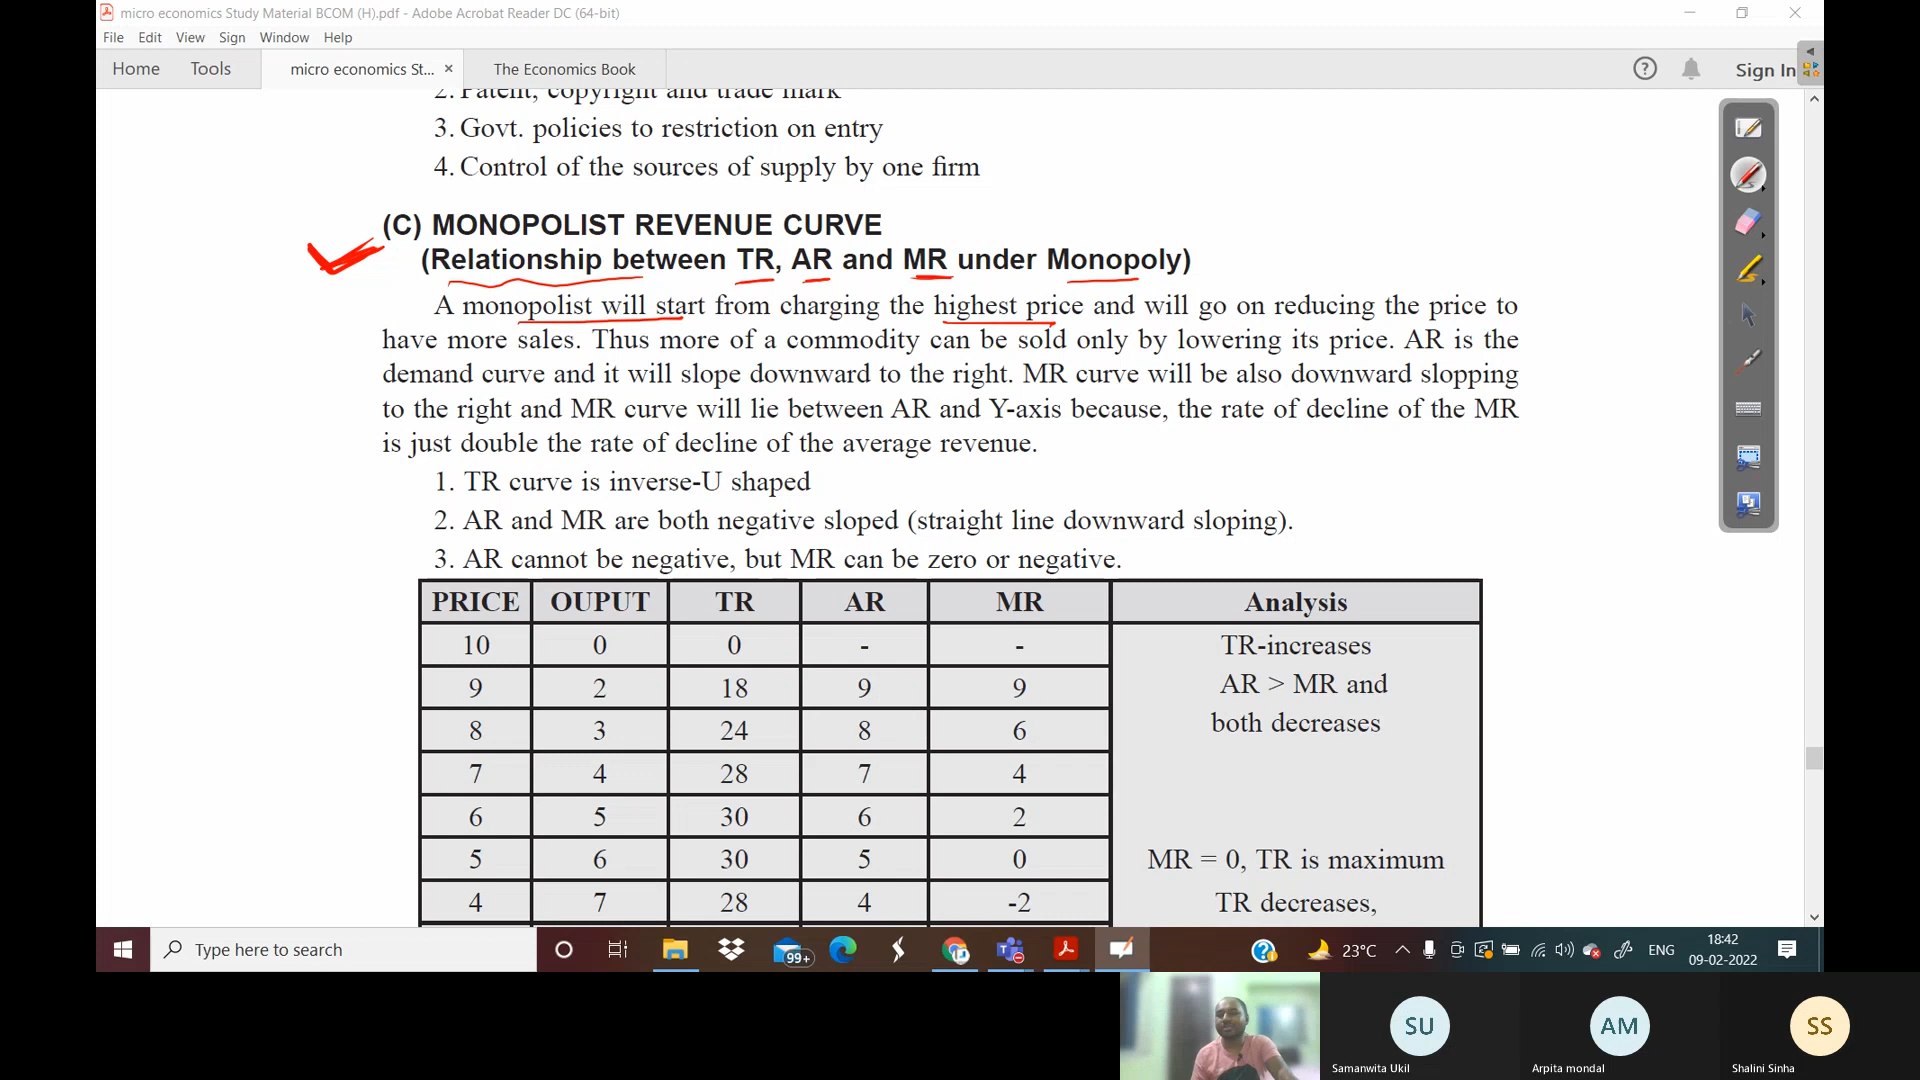 micro economics Study Material BCOM (H).pdf - Adobe Acrobat Reader DC (64-bit)
File Edit View Sign Window Help
Home Tools micro economics St... × The Economics Book Sign In
2. Patent, copyright and trade mark
3. Govt. policies to restriction on entry
4. Control of the sources of supply by one firm
(C) MONOPOLIST REVENUE CURVE
(Relationship between TR, AR and MR under Monopoly)
A monopolist will start from charging the highest price and will go on reducing the price to
have more sales. Thus more of a commodity can be sold only by lowering its price. AR is the
demand curve and it will slope downward to the right. MR curve will be also downward slopping
to the right and MR curve will lie between AR and Y-axis because, the rate of decline of the MR
is just double the rate of decline of the average revenue.
1. TR curve is inverse-U shaped
2. AR and MR are both negative sloped (straight line downward sloping).
3. AR cannot be negative, but MR can be zero or negative.
PRICE OUPUT TR AR MR Analysis
10 0 0 - - TR-increases
9 2 18 9 9 AR > MR and
8 3 24 8 6 both decreases
7 4 28 7 4
6 5 30 6 2
5 6 30 5 0 MR = 0, TR is maximum
4 7 28 4 -2 TR decreases,
Type here to search 99+ 23°C ENG 18:42
09-02-2022
SU AM SS
Samanwita Ukil Arpita mondal Shalini Sinha